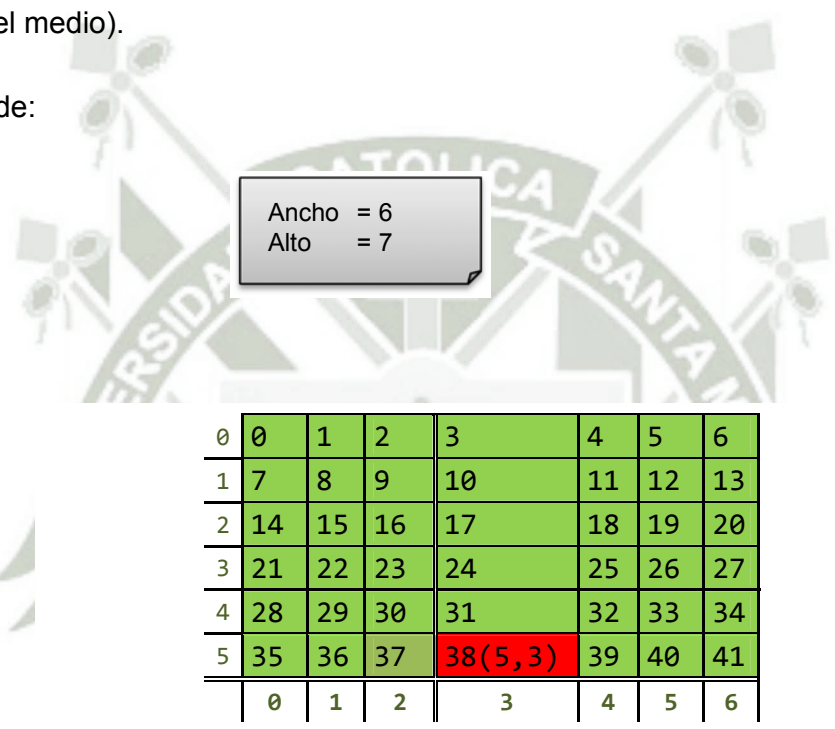 el medio).
de:
CATOLICA
SANTA
Ancho = 6
Alto = 7
0 0 1 2 3 4 5 6
1 7 8 9 10 11 12 13
2 14 15 16 17 18 19 20
3 21 22 23 24 25 26 27
4 28 29 30 31 32 33 34
5 35 36 37 38(5,3) 39 40 41
0 1 2 3 4 5 6